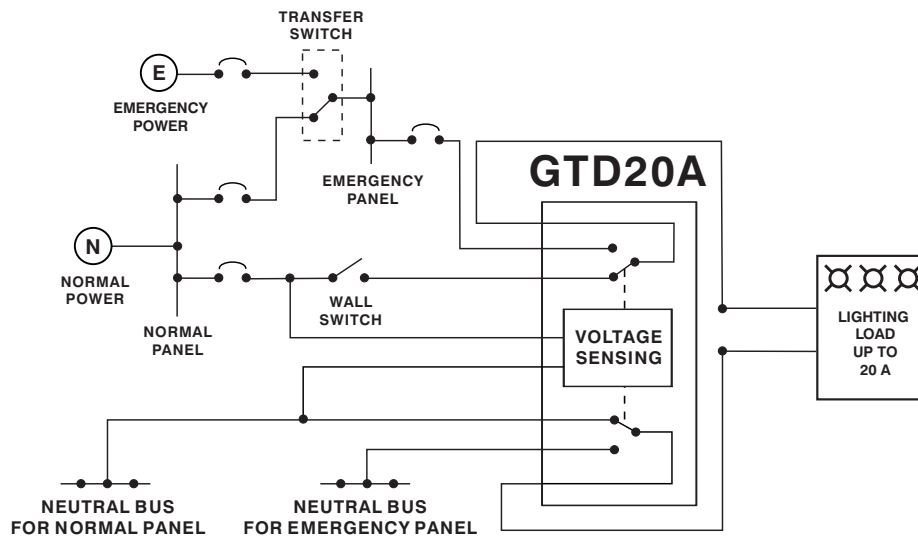 TRANSFER
SWITCH
E
EMERGENCY
POWER
EMERGENCY
PANEL
GTD20A
N
NORMAL
POWER
NORMAL
PANEL
WALL
SWITCH
VOLTAGE
SENSING
LIGHTING
LOAD
UP TO
20 A
NEUTRAL BUS
FOR NORMAL PANEL
NEUTRAL BUS
FOR EMERGENCY PANEL